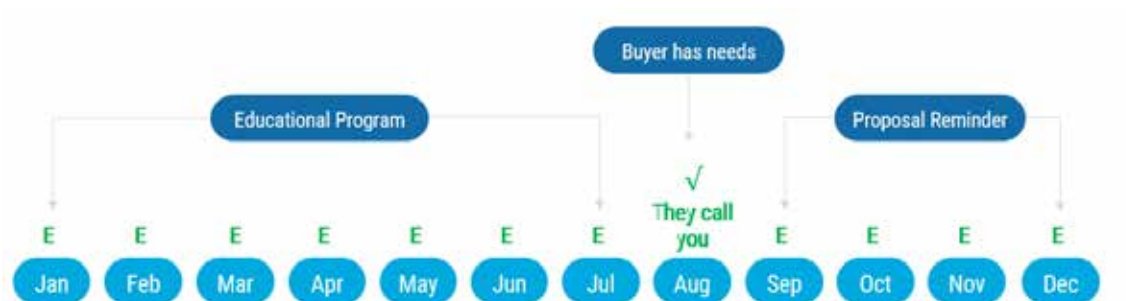 Buyer has needs
Educational Program
Proposal Reminder
√
They call
you
E E E E E E E E E E E
Jan Feb Mar Apr May Jun Jul Aug Sep Oct Nov Dec